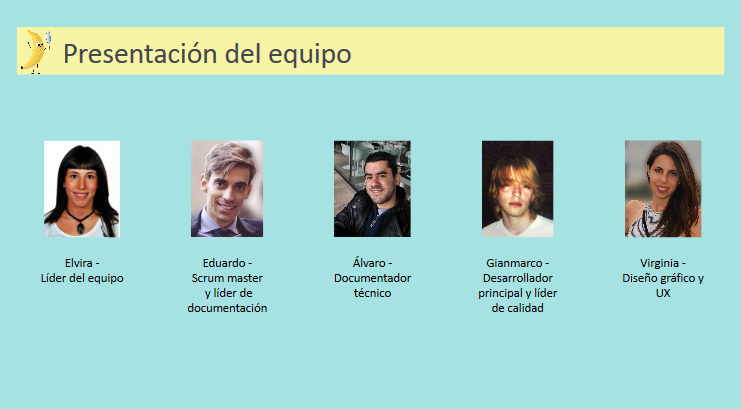 Presentación del equipo
Elvira -
Líder del equipo
Eduardo -
Scrum master
y líder de
documentación
Álvaro -
Documentador
técnico
Gianmarco -
Desarrollador
principal y líder
de calidad
Virginia -
Diseño gráfico y
UX